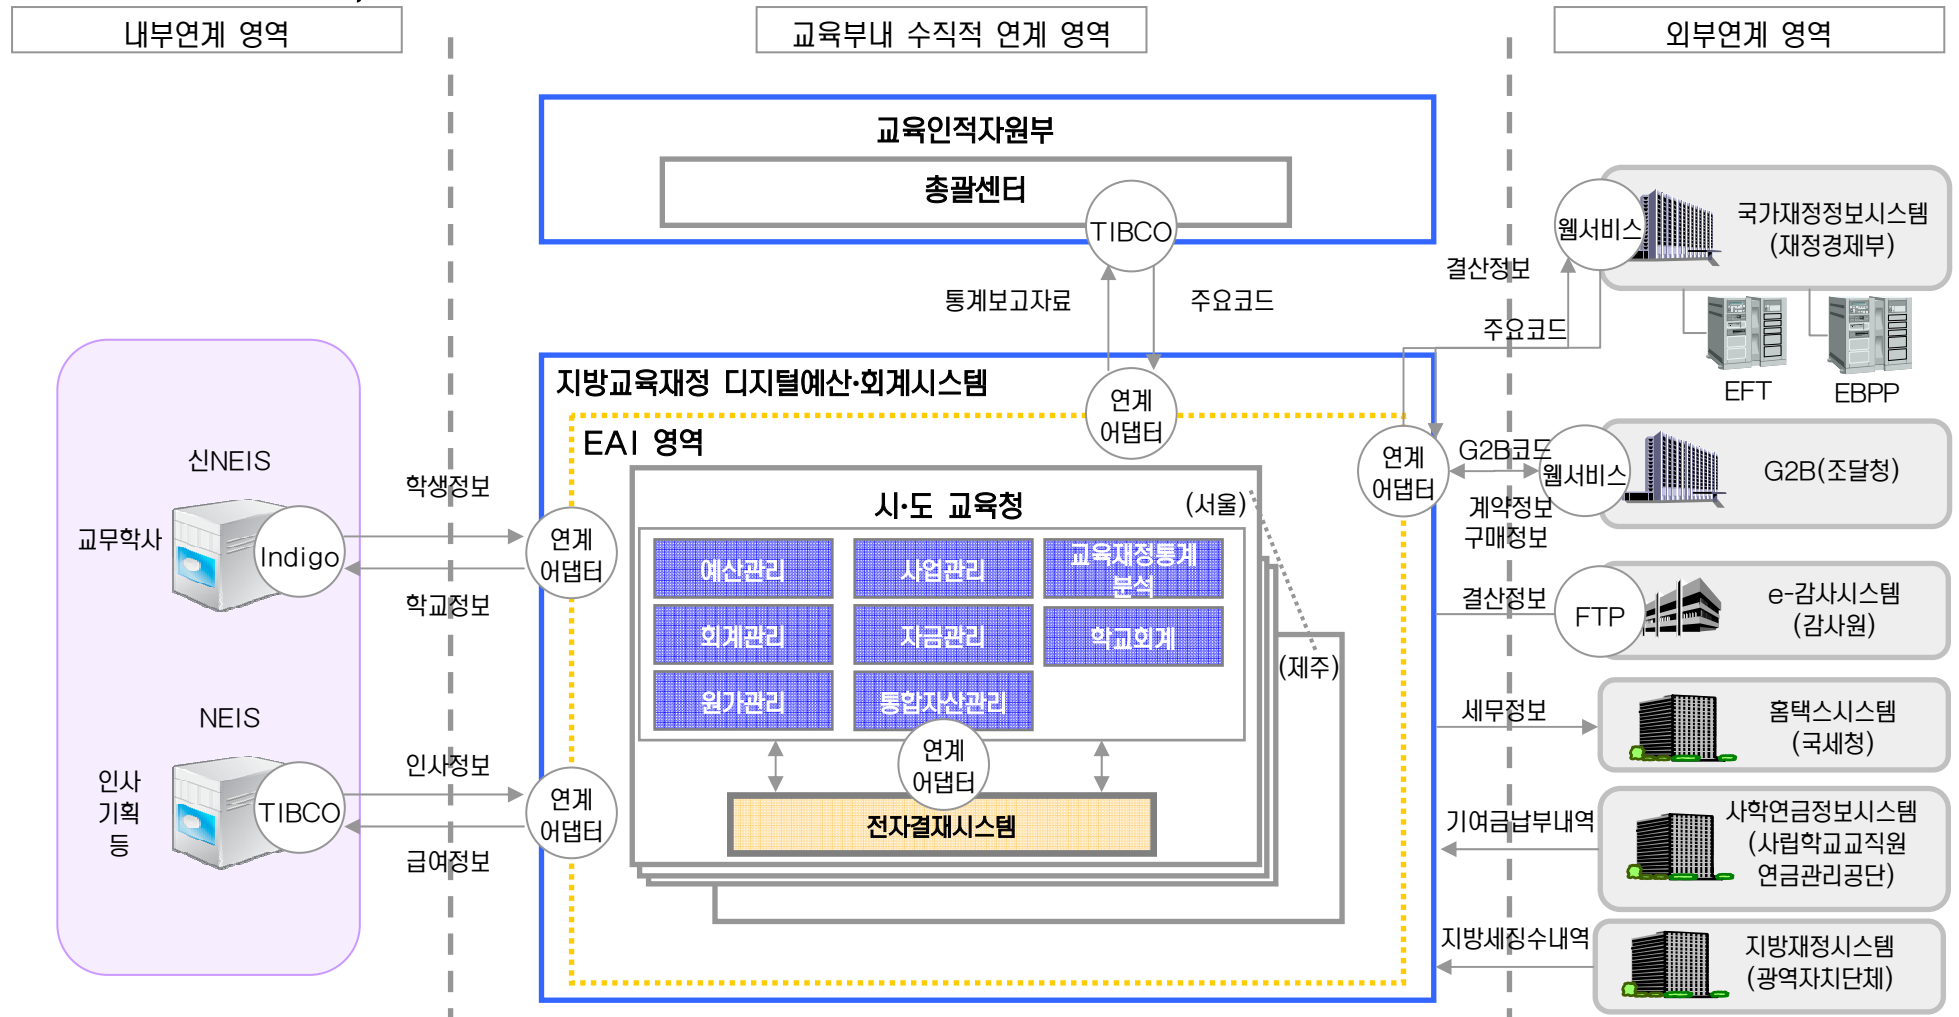 내부연계 영역
교육부내 수직적 연계 영역
외부연계 영역
교육인적자원부
총괄센터
TIBCO
통계보고자료
주요코드
지방교육재정 디지털예산·회계시스템
연계
어댑터
EAI 영역
시·도 교육청
(서울)
(제주)
예산관리
사업관리
교육재정통계
분석
회계관리
자금관리
학교회계
원가관리
통합자산관리
연계
어댑터
전자결재시스템
신NEIS
교무학사
Indigo
학생정보
학교정보
연계
어댑터
NEIS
인사
기획
등
TIBCO
인사정보
급여정보
연계
어댑터
연계
어댑터
결산정보
주요코드
웹서비스
국가재정정보시스템
(재정경제부)
EFT
EBPP
G2B코드
계약정보
구매정보
웹서비스
G2B(조달청)
결산정보
FTP
e-감사시스템
(감사원)
세무정보
홈택스시스템
(국세청)
기여금납부내역
사학연금정보시스템
(사립학교교직원
연금관리공단)
지방세징수내역
지방재정시스템
(광역자치단체)